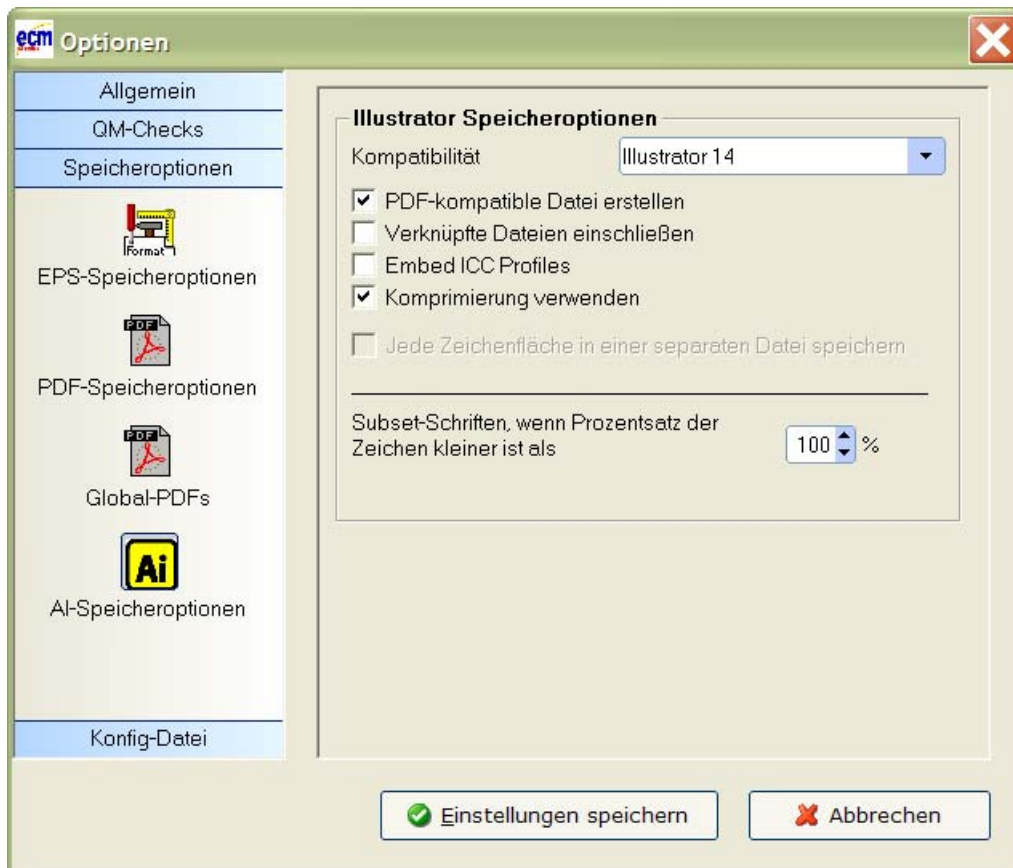 ecm
Optionen
Allgemein
QM-Checks
Speicheroptionen
Format
EPS-Speicheroptionen
PDF
PDF-Speicheroptionen
PDF
Global-PDFs
Ai
AI-Speicheroptionen
Konfig-Datei
Illustrator Speicheroptionen
Kompatibilität Illustrator 14
PDF-kompatible Datei erstellen
Verknüpfte Dateien einschließen
Embed ICC Profiles
Komprimierung verwenden
Jede Zeichenfläche in einer separaten Datei speichern
Subset-Schriften, wenn Prozentsatz der
Zeichen kleiner ist als 100 %
Einstellungen speichern
Abbrechen